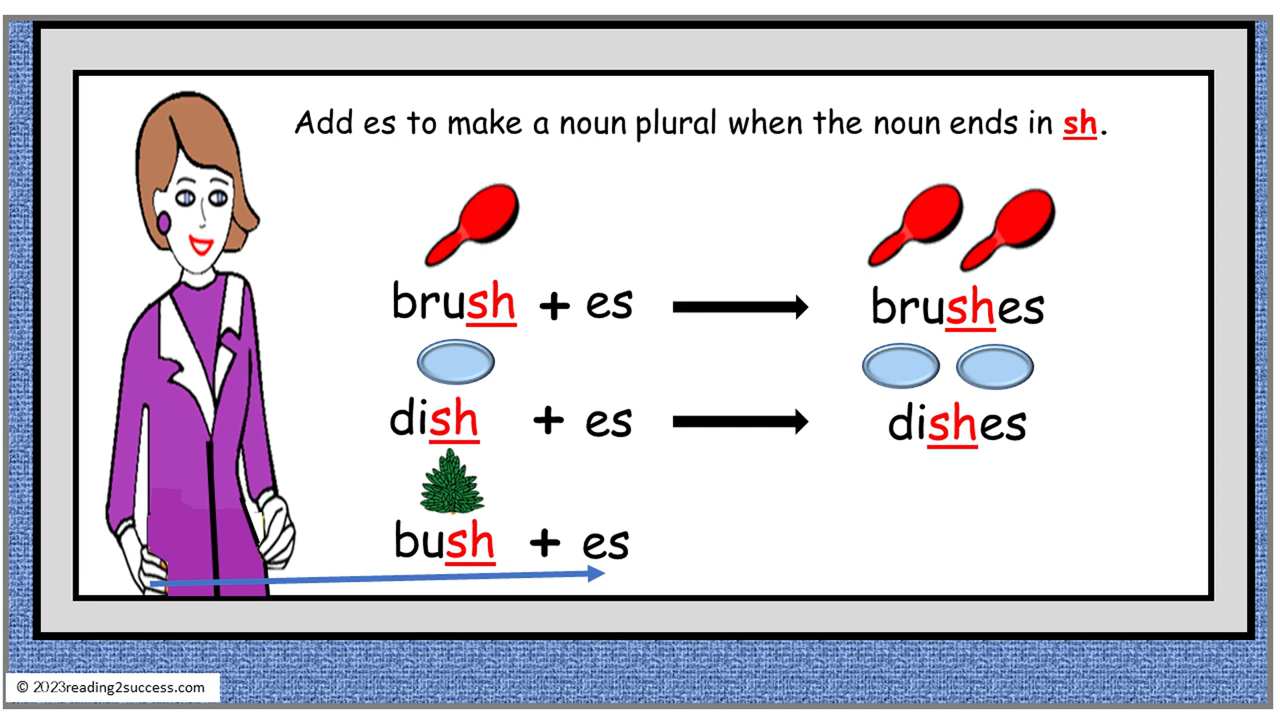 Add es to make a noun plural when the noun ends in sh.
brush + es brushes
dish + es dishes
bush + es
© 2023reading2success.com